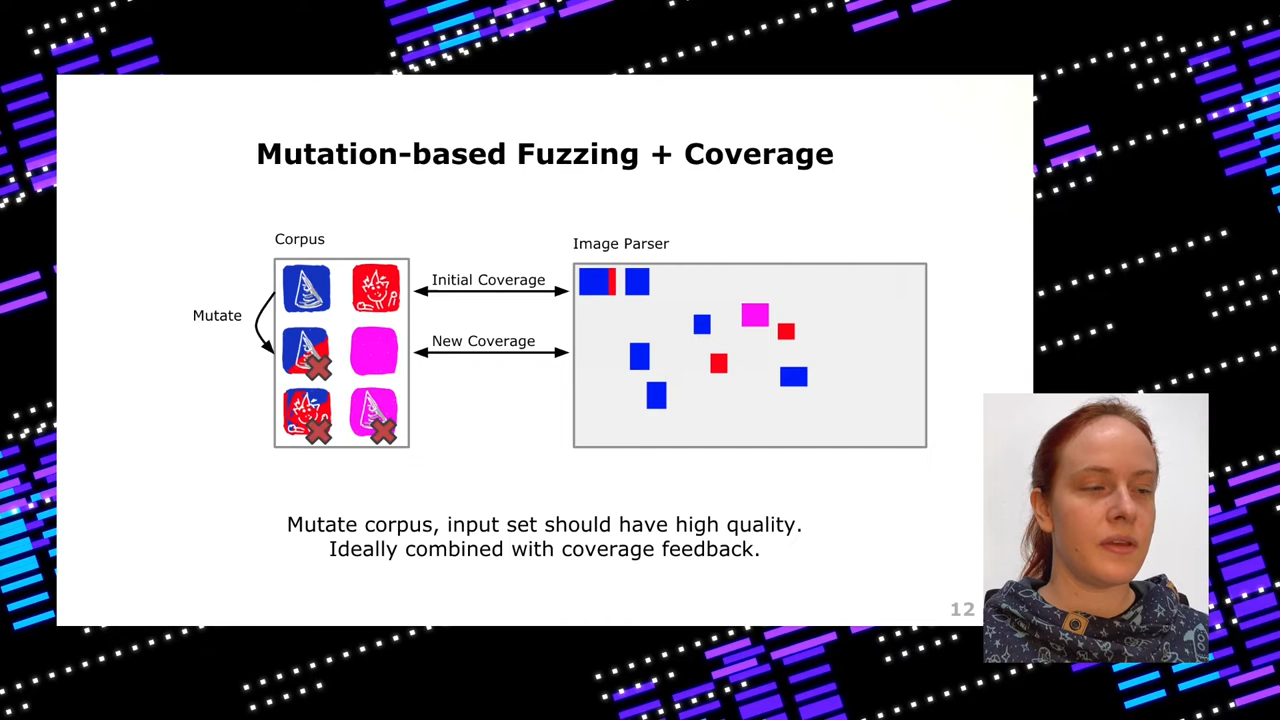 Mutation-based Fuzzing + Coverage
Corpus
Image Parser
Initial Coverage
Mutate
New Coverage
Mutate corpus, input set should have high quality.
Ideally combined with coverage feedback.
12